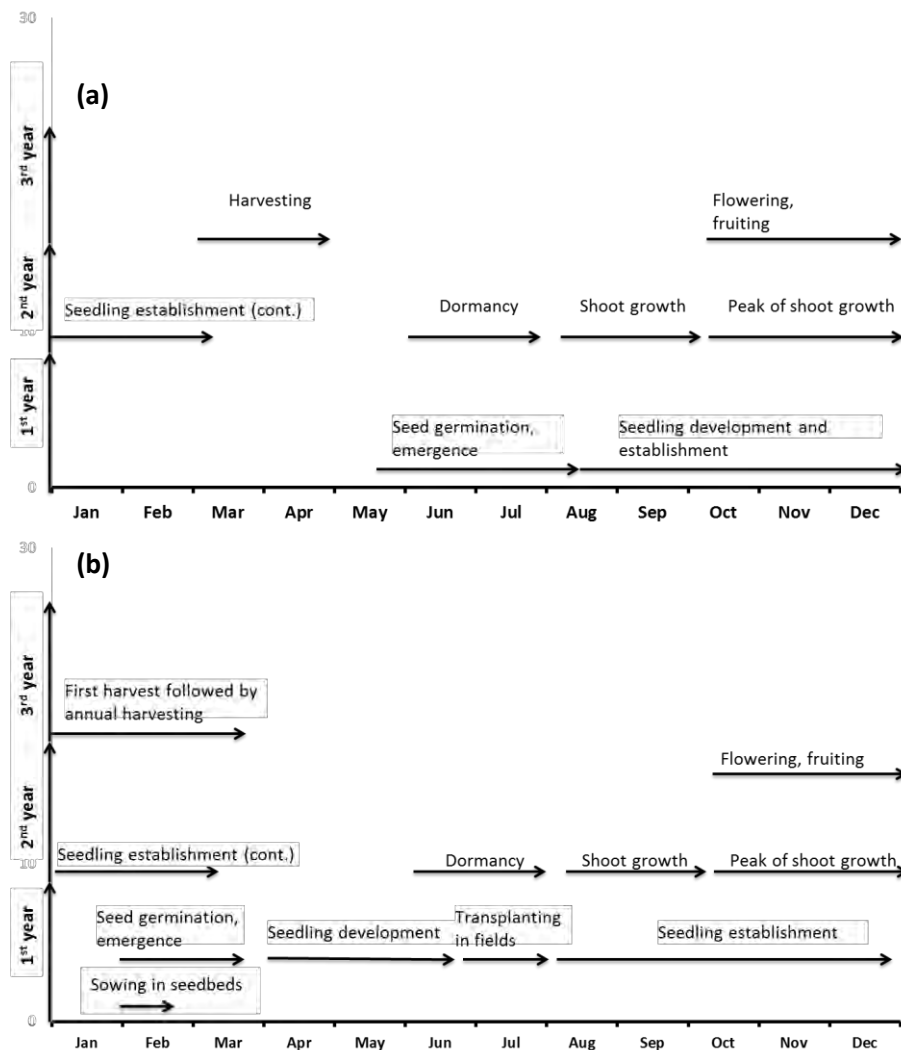 30
(a)
3rd year
Harvesting
Flowering,
fruiting
2nd year
Seedling establishment (cont.)
Dormancy
Shoot growth
Peak of shoot growth
1st year
Seed germination,
emergence
Seedling development and
establishment
0
Jan Feb Mar Apr May Jun Jul Aug Sep Oct Nov Dec
30
(b)
3rd year
First harvest followed by
annual harvesting
Flowering, fruiting
2nd year
Seedling establishment (cont.)
Dormancy
Shoot growth
Peak of shoot growth
1st year
Seed germination,
emergence
Seedling development
Transplanting
in fields
Seedling establishment
Sowing in seedbeds
0
Jan Feb Mar Apr May Jun Jul Aug Sep Oct Nov Dec